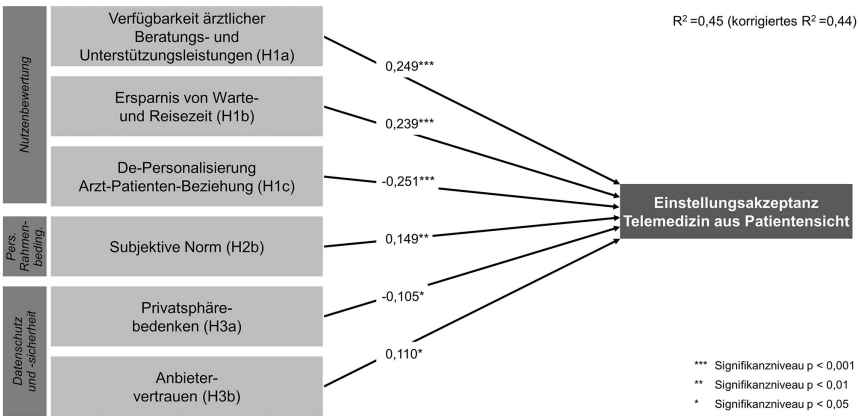 Nutzenbewertung
Verfügbarkeit ärztlicher
Beratungs- und
Unterstützungsleistungen (H1a)
Ersparnis von Warte-
und Reisezeit (H1b)
De-Personalisierung
Arzt-Patienten-Beziehung (H1c)
Pers.
Rahmen-
beding.
Subjektive Norm (H2b)
Datenschutz
und -sicherheit
Privatsphäre-
bedenken (H3a)
Anbieter-
vertrauen (H3b)
0,249***
0,239***
-0,251***
0,149**
-0,105*
0,110*
R² =0,45 (korrigiertes R² =0,44)
Einstellungsakzeptanz
Telemedizin aus Patientensicht
*** Signifikanzniveau p < 0,001
** Signifikanzniveau p < 0,01
* Signifikanzniveau p < 0,05